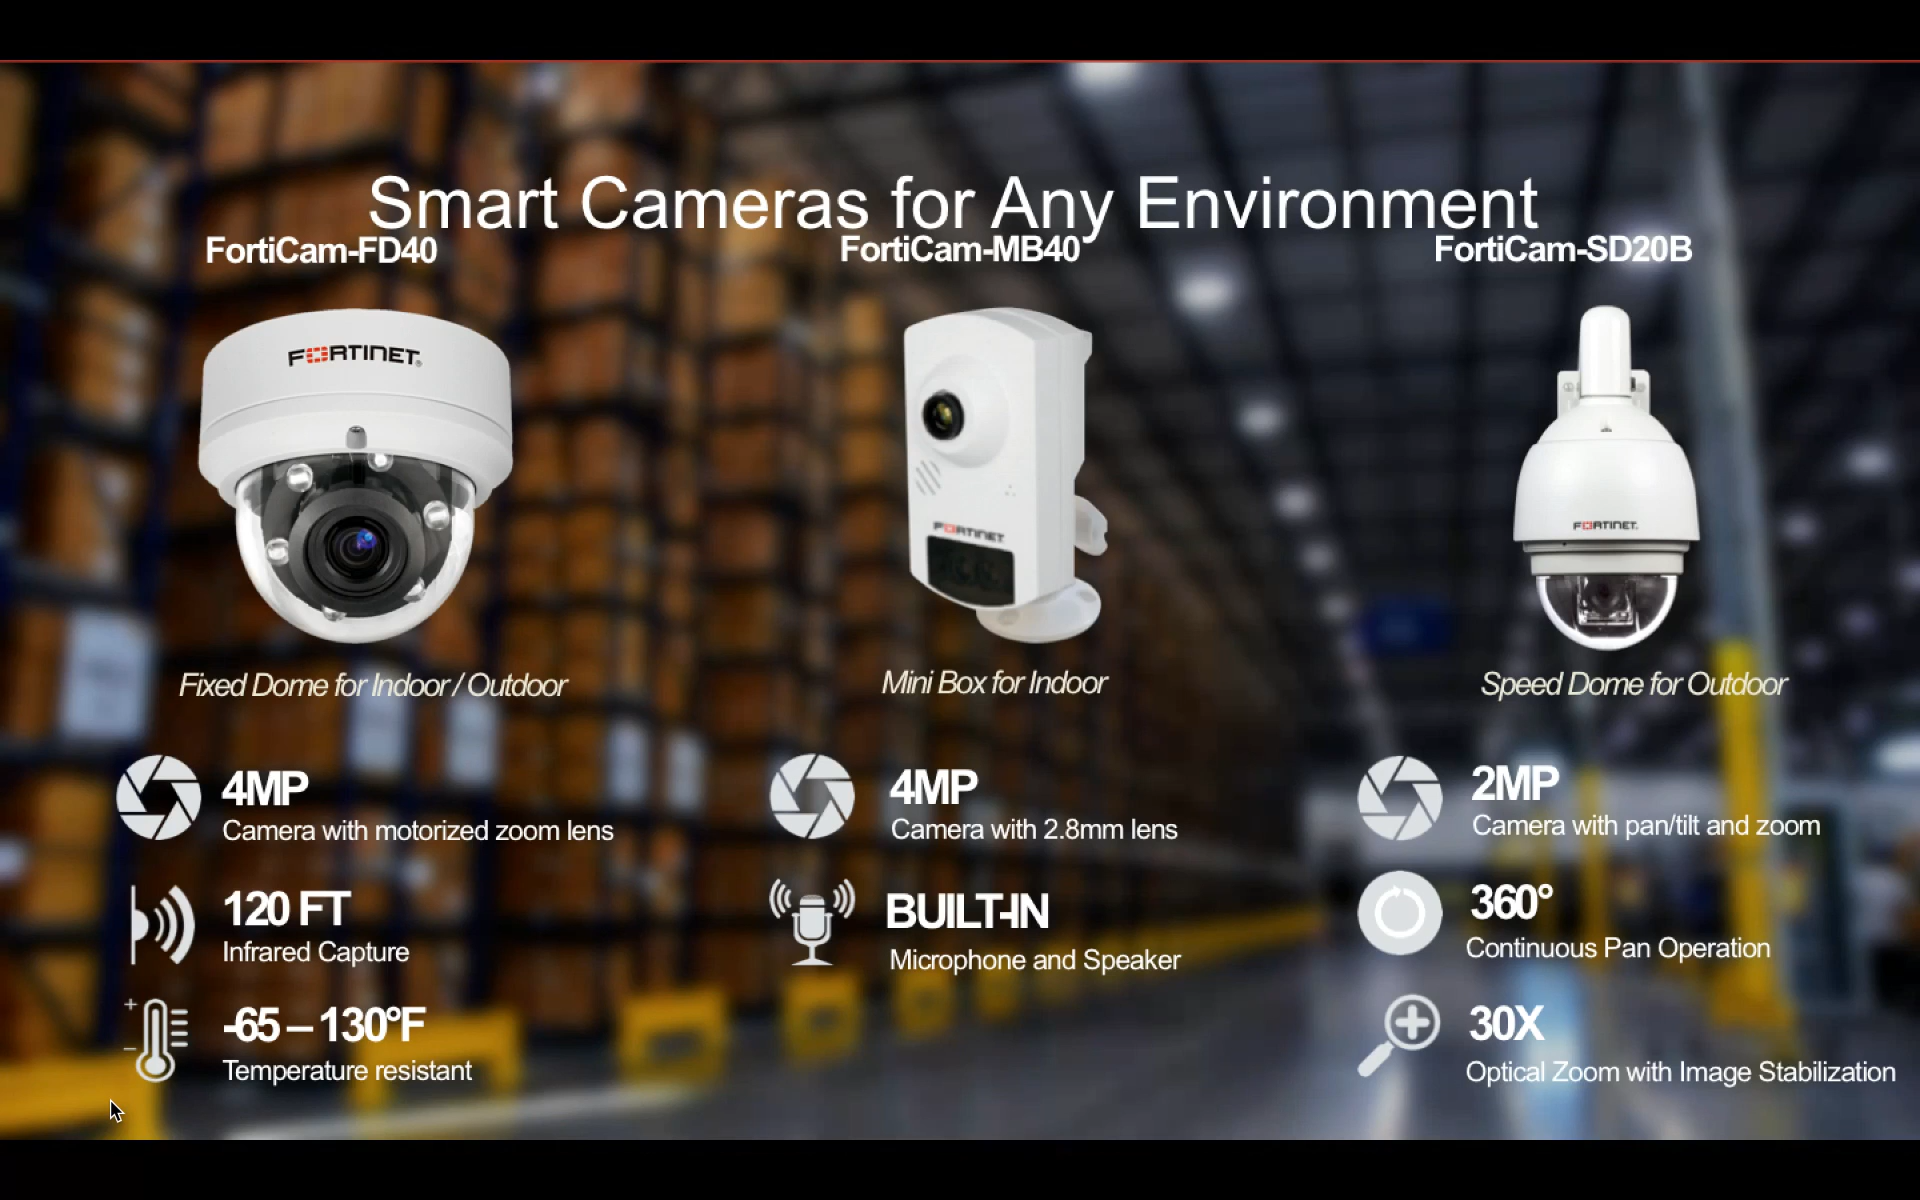 Smart Cameras for Any Environment
FortiCam-FD40
FortiCam-MB40
FortiCam-SD20B
FORTINET
FORTINET
FORTINET
Fixed Dome for Indoor / Outdoor
Mini Box for Indoor
Speed Dome for Outdoor
4MP
Camera with motorized zoom lens
120 FT
Infrared Capture
-65 – 130°F
Temperature resistant
4MP
Camera with 2.8mm lens
BUILT-IN
Microphone and Speaker
2MP
Camera with pan/tilt and zoom
360°
Continuous Pan Operation
30X
Optical Zoom with Image Stabilization